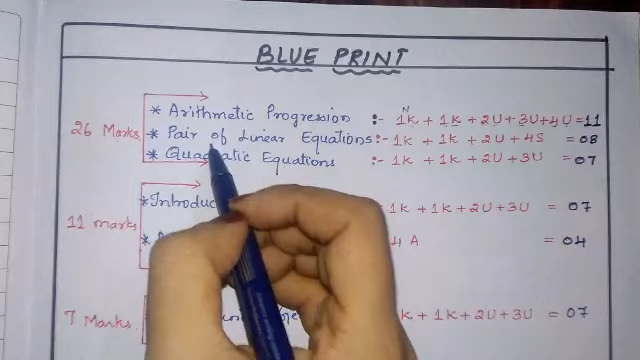 BLUE PRINT
26 Marks
* Arithmetic Progression :- 1K + 1K + 2U + 3U + 4U = 11
* Pair of Linear Equations :- 1K + 1K + 2U + 4S = 08
* Quadratic Equations :- 1K + 1K + 2U + 3U = 07
11 marks
* Introduc 1K + 1K + 2U + 3U = 07
* 4 A = 04
7 Marks
K + 1K + 2U + 3U = 07